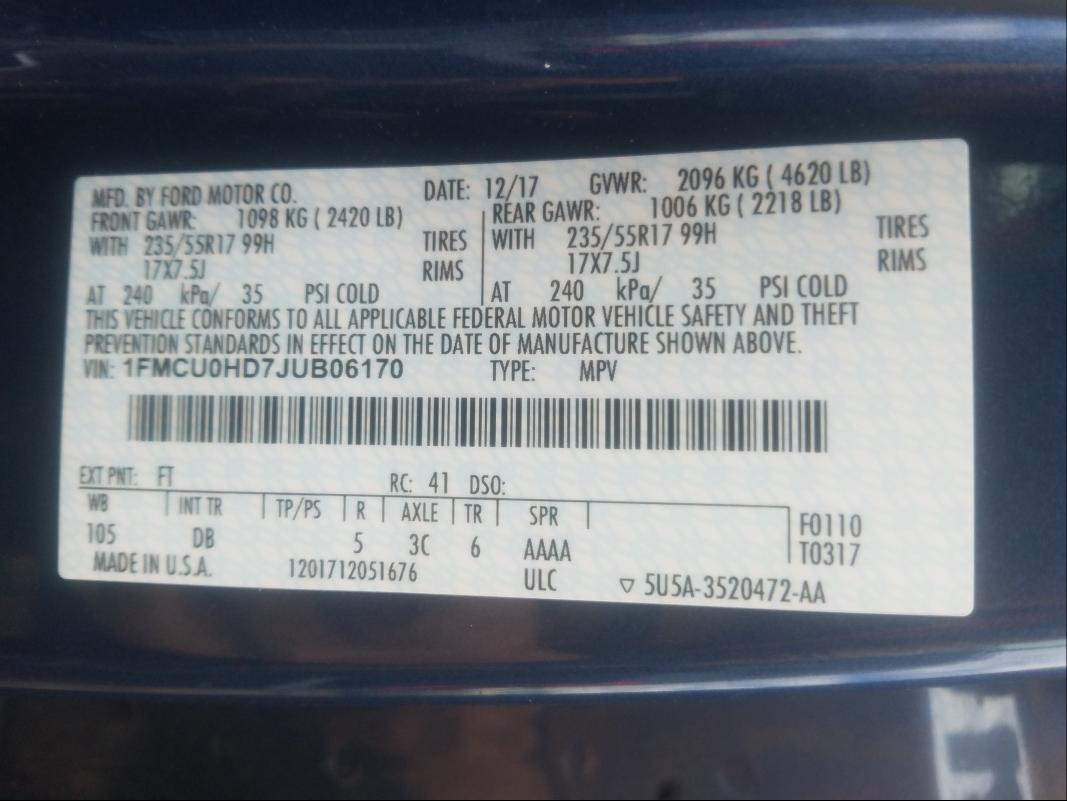 MFD. BY FORD MOTOR CO. DATE: 12/17 GVWR: 2096 KG ( 4620 LB)
FRONT GAWR: 1098 KG ( 2420 LB) REAR GAWR: 1006 KG ( 2218 LB)
WITH 235/55R17 99H TIRES WITH 235/55R17 99H TIRES
17X7.5J RIMS 17X7.5J RIMS
AT 240 kPa/ 35 PSI COLD AT 240 kPa/ 35 PSI COLD
THIS VEHICLE CONFORMS TO ALL APPLICABLE FEDERAL MOTOR VEHICLE SAFETY AND THEFT
PREVENTION STANDARDS IN EFFECT ON THE DATE OF MANUFACTURE SHOWN ABOVE.
VIN: 1FMCU0HD7JUB06170 TYPE: MPV
EXT PNT: FT RC: 41 DSO:
WB INT TR TP/PS R AXLE TR SPR F0110
105 DB 5 3C 6 AAAA T0317
MADE IN U.S.A. 1201712051676 ULC ▽ 5U5A-3520472-AA